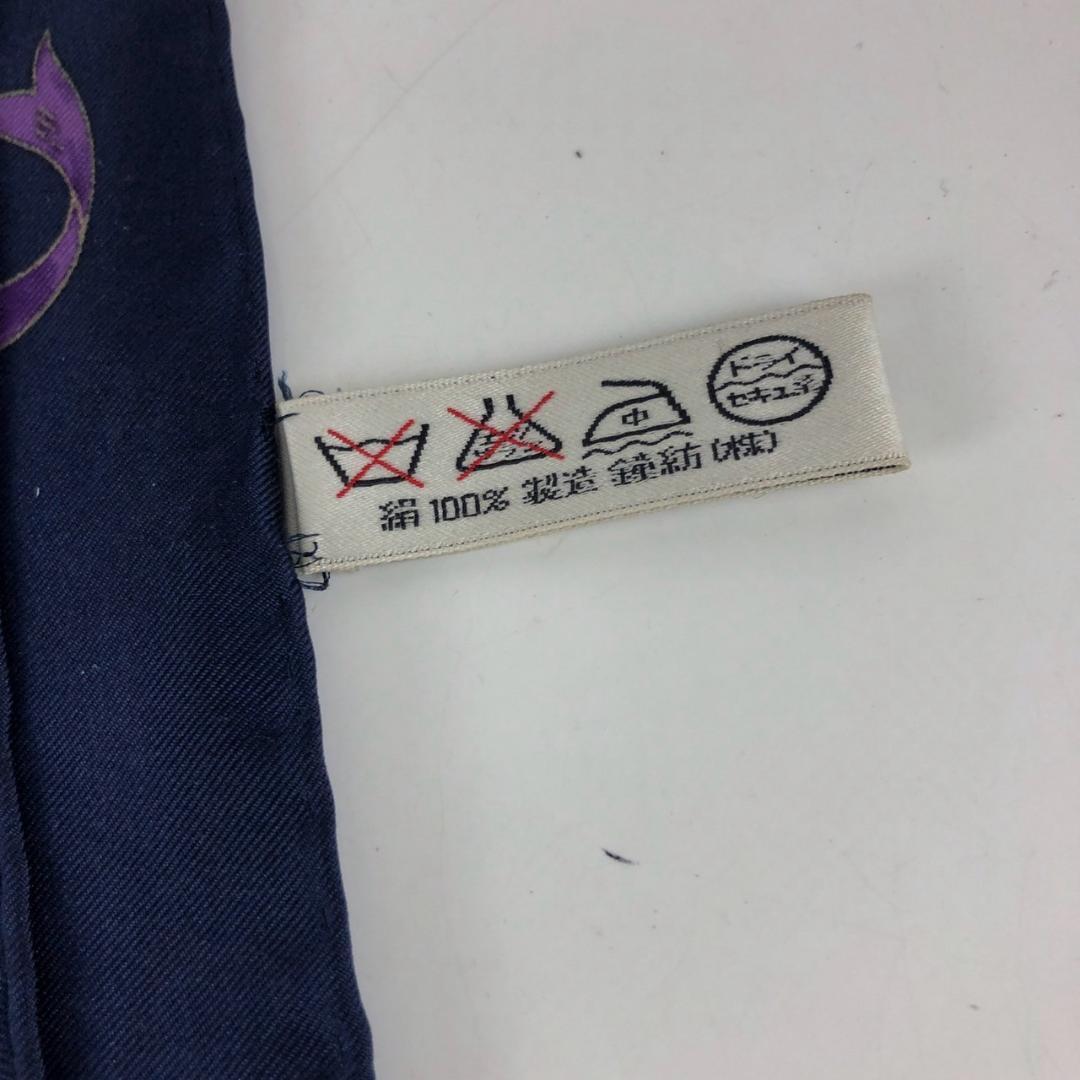 中
ドライ
セキユ系
絹 100% 製造 鐘紡 (株)